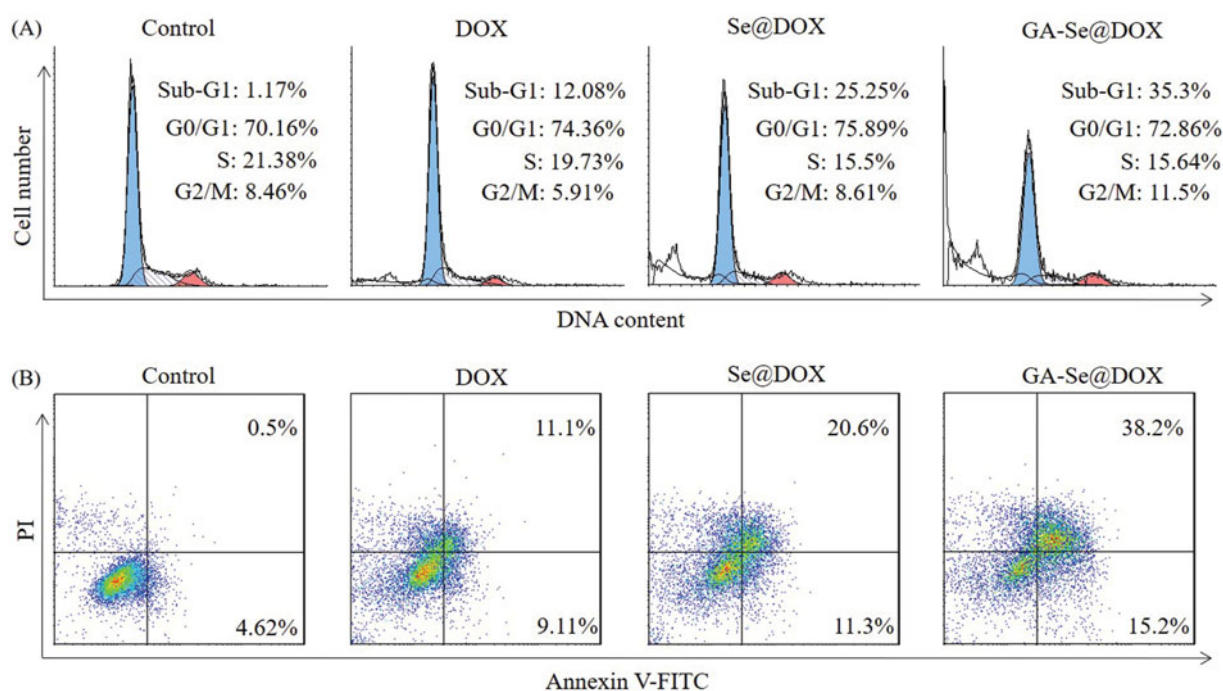 (A)
Control
DOX
Se@DOX
GA-Se@DOX
Cell number
Sub-G1: 1.17%
G0/G1: 70.16%
S: 21.38%
G2/M: 8.46%
Sub-G1: 12.08%
G0/G1: 74.36%
S: 19.73%
G2/M: 5.91%
Sub-G1: 25.25%
G0/G1: 75.89%
S: 15.5%
G2/M: 8.61%
Sub-G1: 35.3%
G0/G1: 72.86%
S: 15.64%
G2/M: 11.5%
DNA content
(B)
Control
DOX
Se@DOX
GA-Se@DOX
PI
0.5%
4.62%
11.1%
9.11%
20.6%
11.3%
38.2%
15.2%
Annexin V-FITC